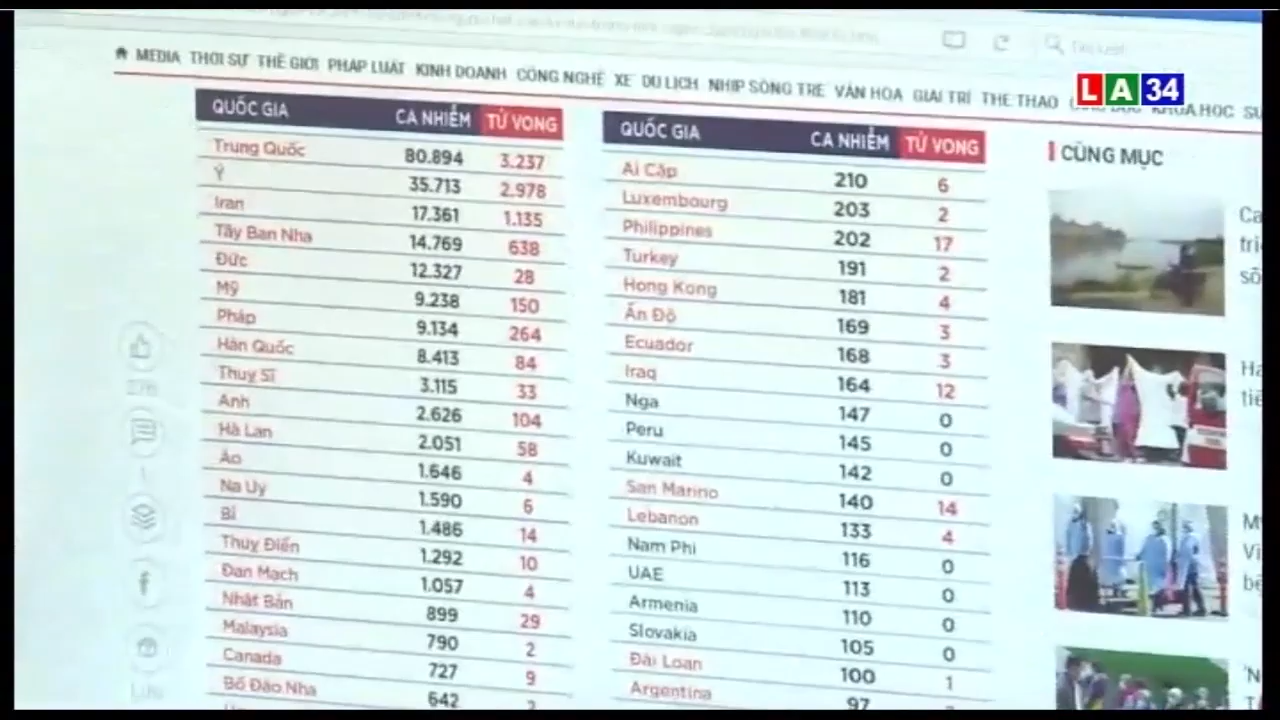 MEDIA THỜI SỰ THẾ GIỚI PHÁP LUẬT KINH DOANH CÔNG NGHỆ XE DU LỊCH NHỊP SỐNG TRẺ VĂN HÓA GIẢI TRÍ THỂ THAO KHOA HỌC
LA34
QUỐC GIA CA NHIỄM TỬ VONG
Trung Quốc 80.894 3.237
Ý 35.713 2.978
Iran 17.361 1.135
Tây Ban Nha 14.769 638
Đức 12.327 28
Mỹ 9.238 150
Pháp 9.134 264
Hàn Quốc 8.413 84
Thuỵ Sĩ 3.115 33
Anh 2.626 104
Hà Lan 2.051 58
Áo 1.646 4
Na Uy 1.590 6
Bỉ 1.486 14
Thuỵ Điển 1.292 10
Đan Mạch 1.057 4
Nhật Bản 899 29
Malaysia 790 2
Canada 727 9
Bồ Đào Nha 642
QUỐC GIA CA NHIỄM TỬ VONG
Ai Cập 210 6
Luxembourg 203 2
Philippines 202 17
Turkey 191 2
Hong Kong 181 4
Ấn Độ 169 3
Ecuador 168 3
Iraq 164 12
Nga 147 0
Peru 145 0
Kuwait 142 0
San Marino 140 14
Lebanon 133 4
Nam Phi 116 0
UAE 113 0
Armenia 110 0
Slovakia 105 0
Đài Loan 100 1
Argentina 97
CÙNG MỤC